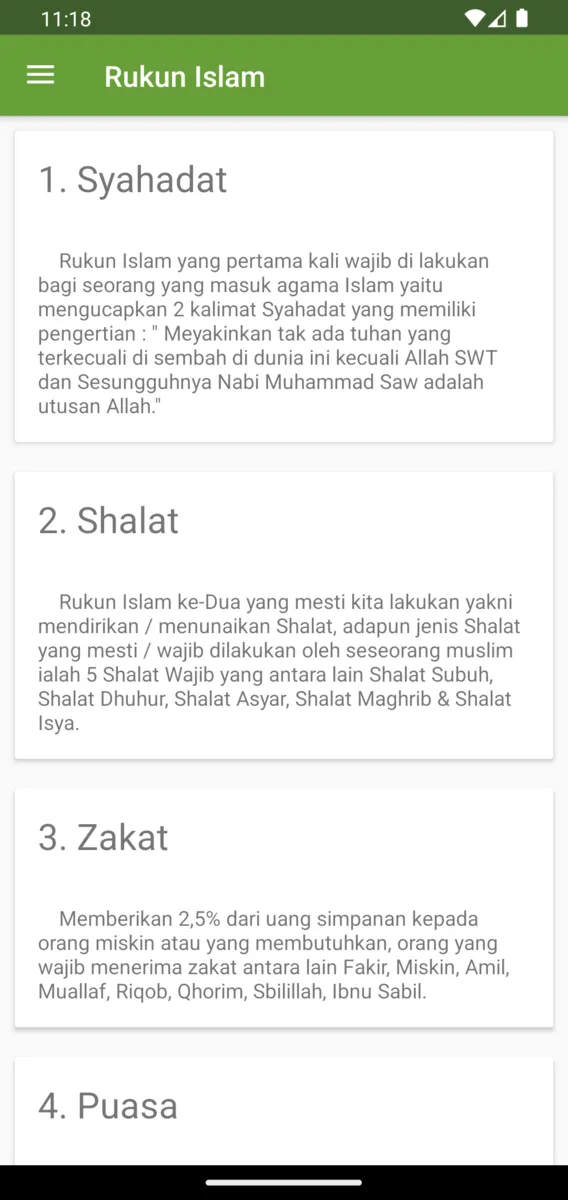 11:18
Rukun Islam
1. Syahadat
Rukun Islam yang pertama kali wajib di lakukan
bagi seorang yang masuk agama Islam yaitu
mengucapkan 2 kalimat Syahadat yang memiliki
pengertian : " Meyakinkan tak ada tuhan yang
terkecuali di sembah di dunia ini kecuali Allah SWT
dan Sesungguhnya Nabi Muhammad Saw adalah
utusan Allah."
2. Shalat
Rukun Islam ke-Dua yang mesti kita lakukan yakni
mendirikan / menunaikan Shalat, adapun jenis Shalat
yang mesti / wajib dilakukan oleh seseorang muslim
ialah 5 Shalat Wajib yang antara lain Shalat Subuh,
Shalat Dhuhur, Shalat Asyar, Shalat Maghrib & Shalat
Isya.
3. Zakat
Memberikan 2,5% dari uang simpanan kepada
orang miskin atau yang membutuhkan, orang yang
wajib menerima zakat antara lain Fakir, Miskin, Amil,
Muallaf, Riqob, Qhorim, Sbilillah, Ibnu Sabil.
4. Puasa